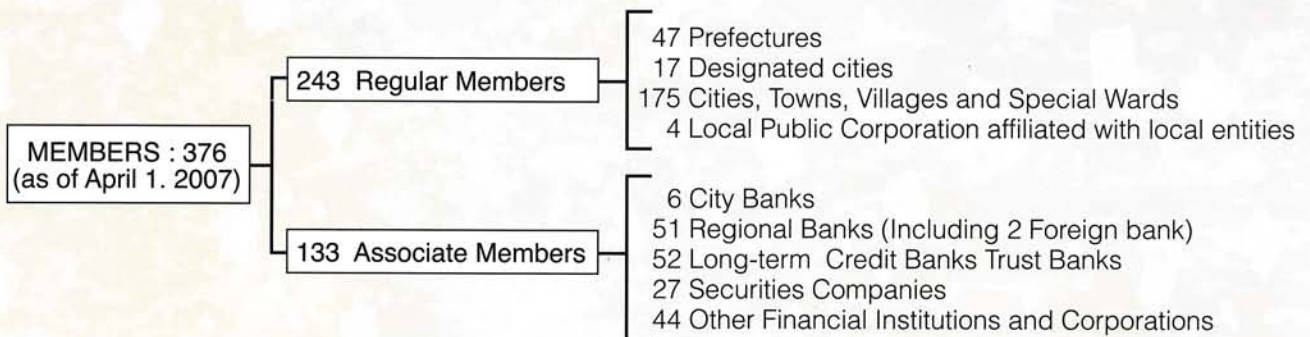 MEMBERS : 376
(as of April 1. 2007)
243 Regular Members
47 Prefectures
17 Designated cities
175 Cities, Towns, Villages and Special Wards
4 Local Public Corporation affiliated with local entities
133 Associate Members
6 City Banks
51 Regional Banks (Including 2 Foreign bank)
52 Long-term Credit Banks Trust Banks
27 Securities Companies
44 Other Financial Institutions and Corporations